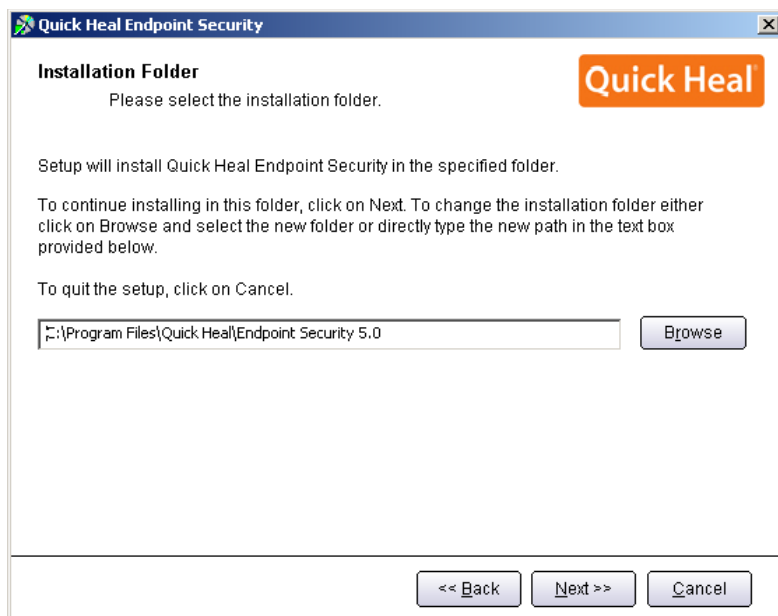 Quick Heal Endpoint Security
Installation Folder
Please select the installation folder.
Quick Heal®
Setup will install Quick Heal Endpoint Security in the specified folder.
To continue installing in this folder, click on Next. To change the installation folder either
click on Browse and select the new folder or directly type the new path in the text box
provided below.
To quit the setup, click on Cancel.
C:\Program Files\Quick Heal\Endpoint Security 5.0
Browse
<< Back
Next >>
Cancel